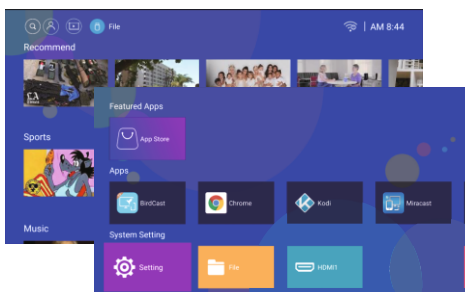 File
AM 8:44
Recommend
Sports
Music
Featured Apps
App Store
Apps
BirdCast
Chrome
Kodi
Miracast
System Setting
Setting
File
HDMI1